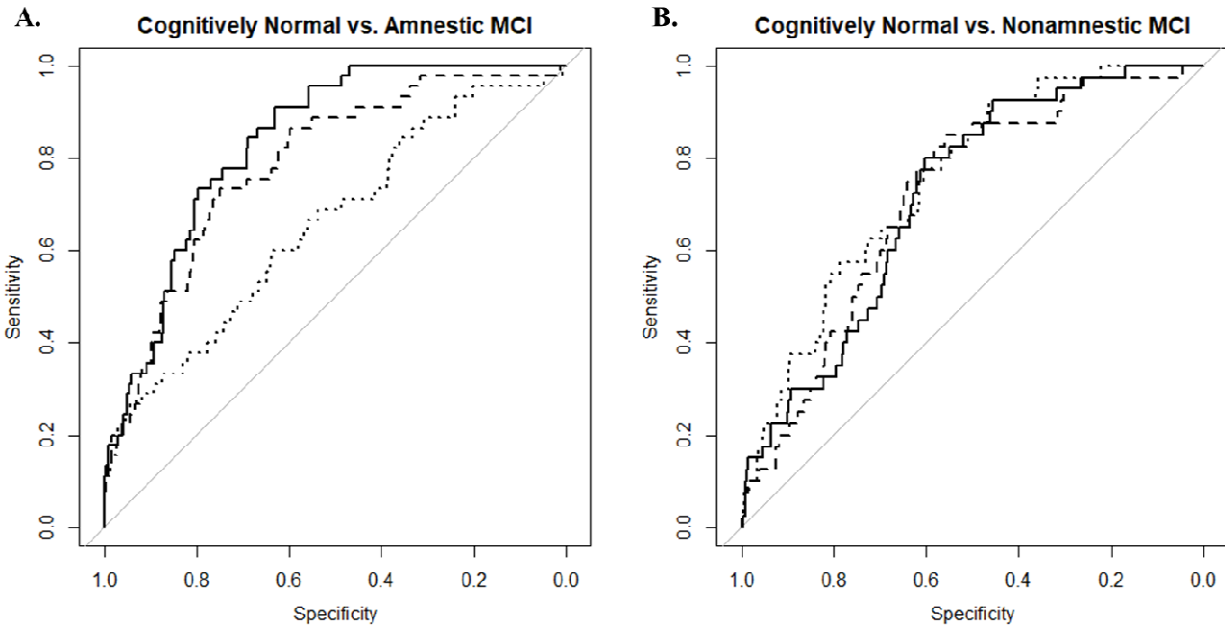 A.
Cognitively Normal vs. Amnestic MCI
1.0
0.8
0.6
0.4
0.2
0.0
Sensitivity
1.0 0.8 0.6 0.4 0.2 0.0
Specificity
B.
Cognitively Normal vs. Nonamnestic MCI
1.0
0.8
0.6
0.4
0.2
0.0
Sensitivity
1.0 0.8 0.6 0.4 0.2 0.0
Specificity